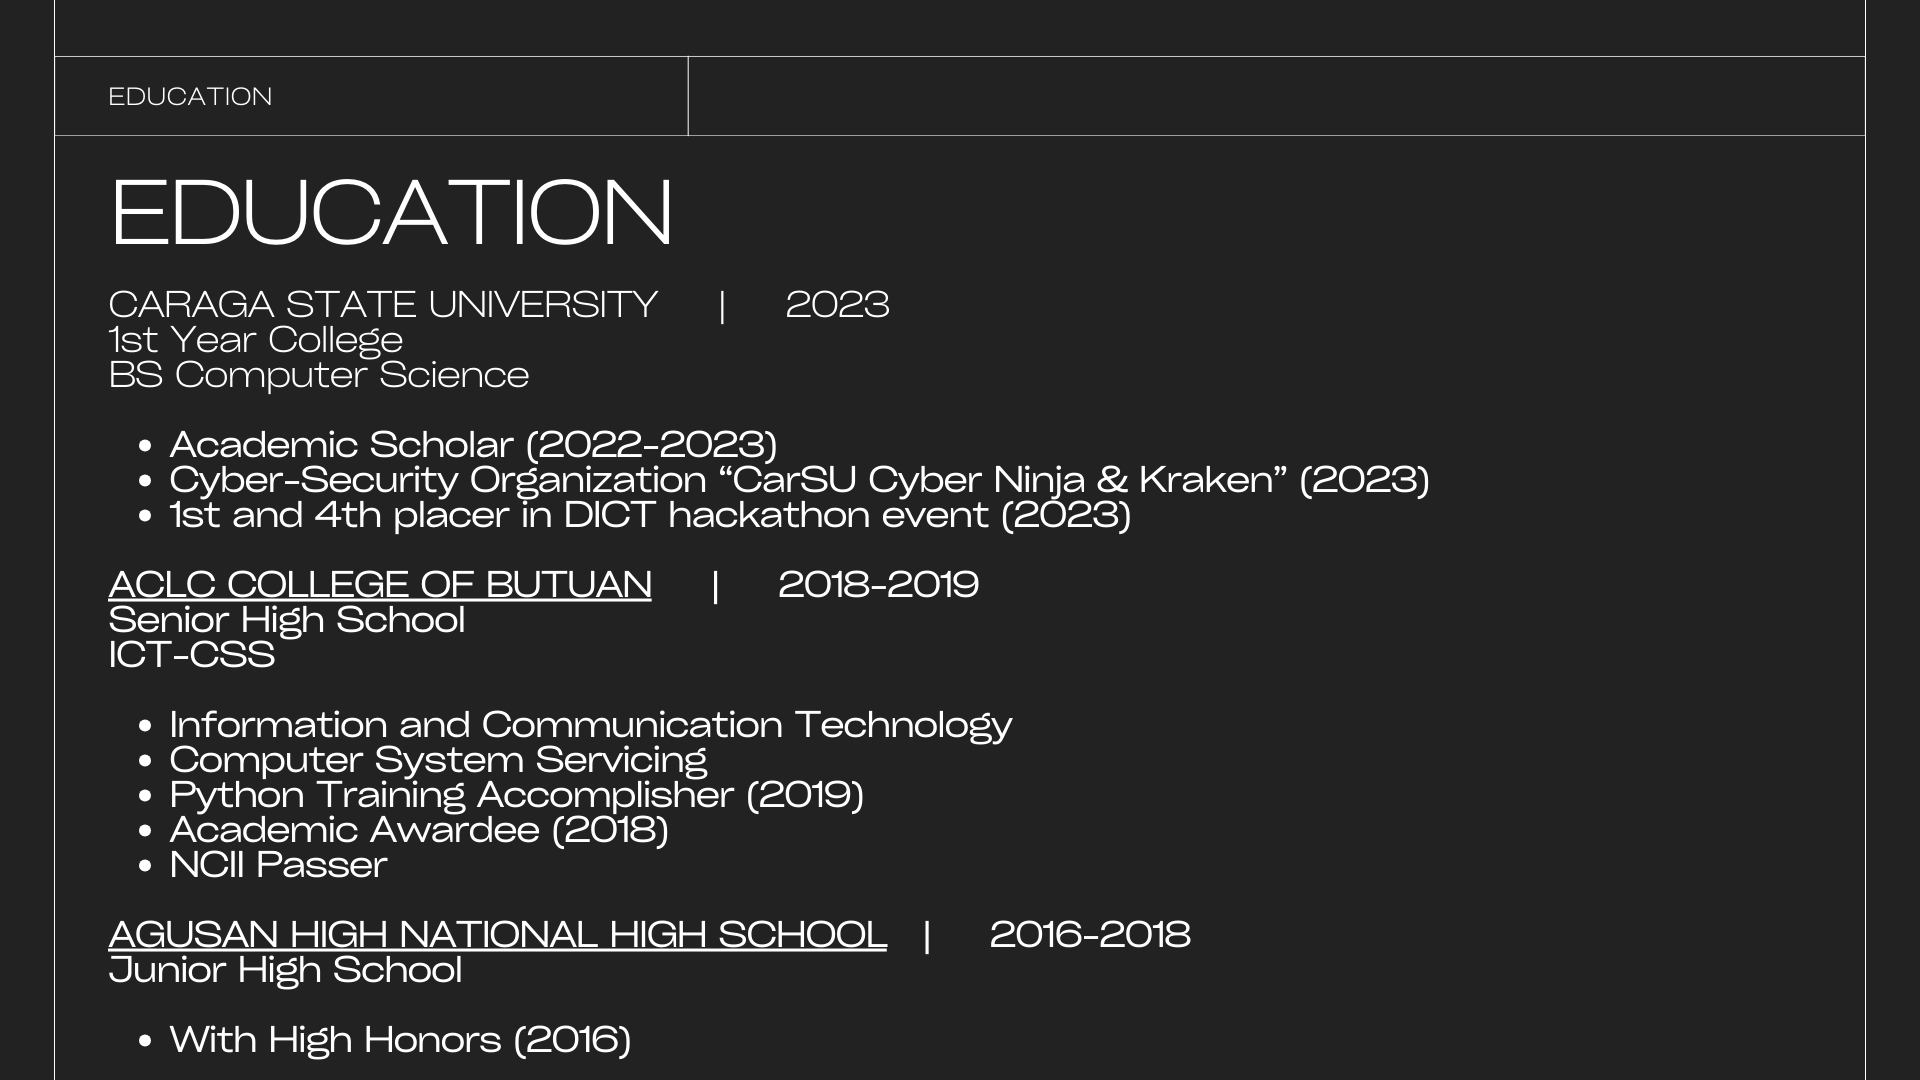 EDUCATION
EDUCATION
CARAGA STATE UNIVERSITY | 2023
1st Year College
BS Computer Science
• Academic Scholar (2022-2023)
• Cyber-Security Organization “CarSU Cyber Ninja & Kraken” (2023)
• 1st and 4th placer in DICT hackathon event (2023)
ACLC COLLEGE OF BUTUAN | 2018-2019
Senior High School
ICT-CSS
• Information and Communication Technology
• Computer System Servicing
• Python Training Accomplisher (2019)
• Academic Awardee (2018)
• NCII Passer
AGUSAN HIGH NATIONAL HIGH SCHOOL | 2016-2018
Junior High School
• With High Honors (2016)